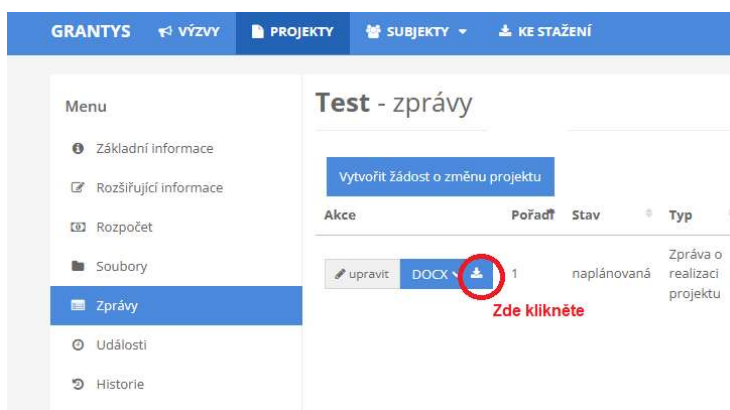 GRANTYS VÝZVY PROJEKTY SUBJEKTY KE STAŽENÍ
Menu
Základní informace
Rozšiřující informace
Rozpočet
Soubory
Zprávy
Události
Historie
Test - zprávy
Vytvořit žádost o změnu projektu
Akce Pořadí Stav Typ
upravit DOCX 1 naplánovaná Zpráva o
realizaci
projektu
Zde klikněte